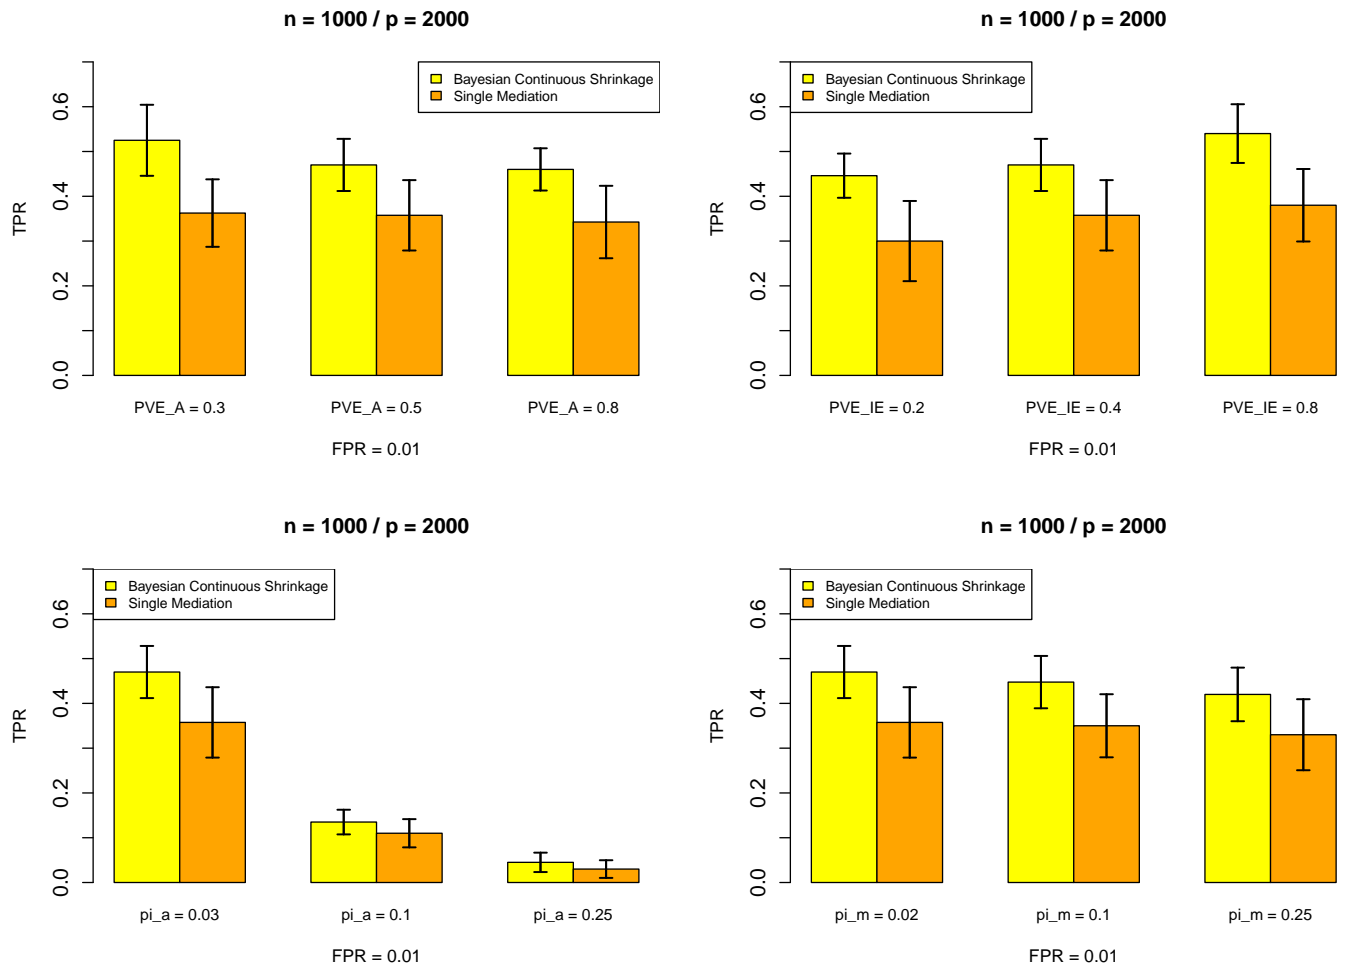 n = 1000 / p = 2000
Bayesian Continuous Shrinkage
Single Mediation
TPR
0.6
0.4
0.2
0.0
PVE_A = 0.3 PVE_A = 0.5 PVE_A = 0.8
FPR = 0.01
n = 1000 / p = 2000
Bayesian Continuous Shrinkage
Single Mediation
TPR
0.6
0.4
0.2
0.0
PVE_IE = 0.2 PVE_IE = 0.4 PVE_IE = 0.8
FPR = 0.01
n = 1000 / p = 2000
Bayesian Continuous Shrinkage
Single Mediation
TPR
0.6
0.4
0.2
0.0
pi_a = 0.03 pi_a = 0.1 pi_a = 0.25
FPR = 0.01
n = 1000 / p = 2000
Bayesian Continuous Shrinkage
Single Mediation
TPR
0.6
0.4
0.2
0.0
pi_m = 0.02 pi_m = 0.1 pi_m = 0.25
FPR = 0.01